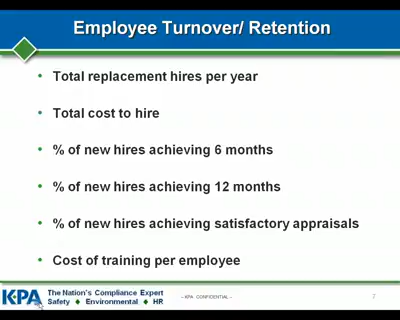 Employee Turnover/ Retention
• Total replacement hires per year
• Total cost to hire
• % of new hires achieving 6 months
• % of new hires achieving 12 months
• % of new hires achieving satisfactory appraisals
• Cost of training per employee
KPA
The Nation's Compliance Expert
Safety ◆ Environmental ◆ HR
– KPA CONFIDENTIAL –
7